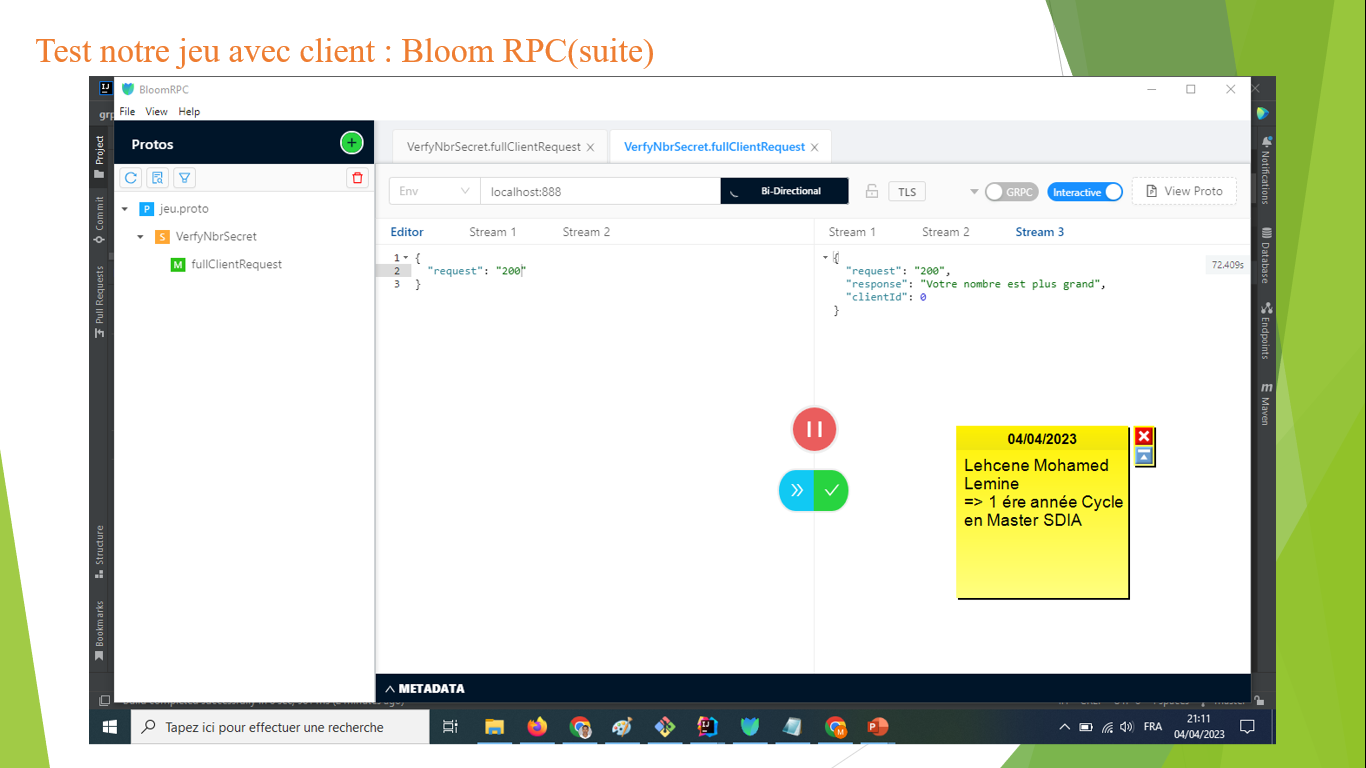 Test notre jeu avec client : Bloom RPC(suite)
BloomRPC
File View Help
grp
Project
Commit
Pull Requests
Structure
Bookmarks
Protos
jeu.proto
VerfyNbrSecret
fullClientRequest
VerfyNbrSecret.fullClientRequest
VerfyNbrSecret.fullClientRequest
Env
localhost:888
Bi-Directional
TLS
GRPC
Interactive
View Proto
Editor Stream 1 Stream 2
1 {
2 "request": "200"
3 }
Stream 1 Stream 2 Stream 3
{
"request": "200",
"response": "Votre nombre est plus grand",
"clientId": 0
}
72.409s
04/04/2023
Lehcene Mohamed
Lemine
=> 1 ére année Cycle
en Master SDIA
METADATA
Notifications
Database
Endpoints
Maven
Tapez ici pour effectuer une recherche
FRA
21:11
04/04/2023